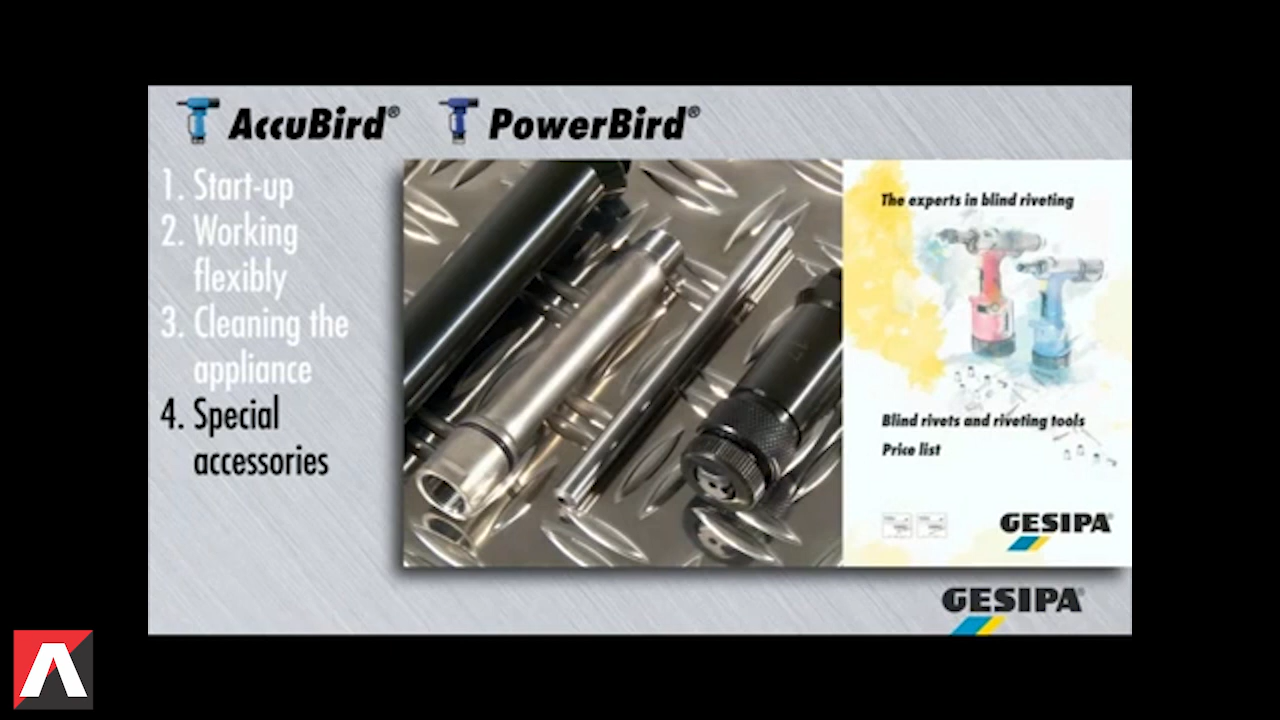 AccuBird®
PowerBird®
1. Start-up
2. Working
flexibly
3. Cleaning the
appliance
4. Special
accessories
The experts in blind riveting
Blind rivets and riveting tools
Price list
GESIPA®
GESIPA®